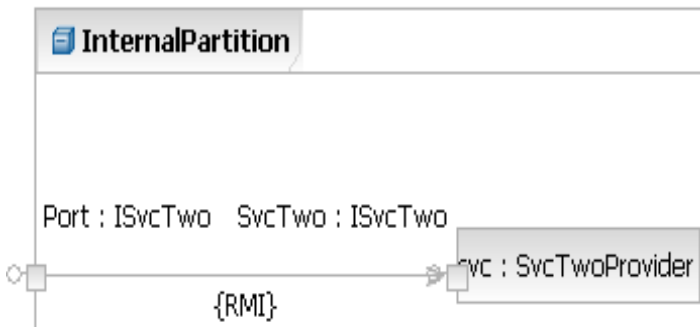 InternalPartition
Port : ISvcTwo SvcTwo : ISvcTwo
svc : SvcTwoProvider
{RMI}